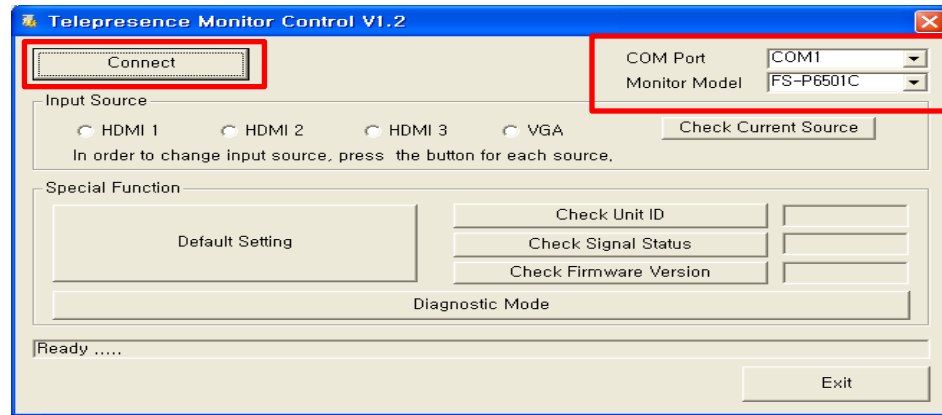 Telepresence Monitor Control V1.2
Connect
COM Port COM1
Monitor Model FS-P6501C
Input Source
HDMI 1 HDMI 2 HDMI 3 VGA Check Current Source
In order to change input source, press the button for each source.
Special Function
Default Setting
Check Unit ID
Check Signal Status
Check Firmware Version
Diagnostic Mode
Ready .....
Exit